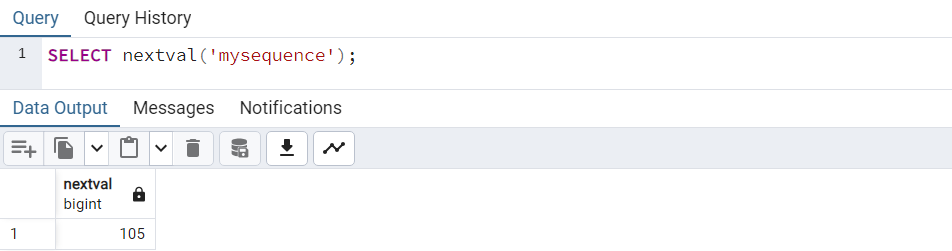 Query Query History
1 SELECT nextval('mysequence');
Data Output Messages Notifications
nextval
bigint
1 105